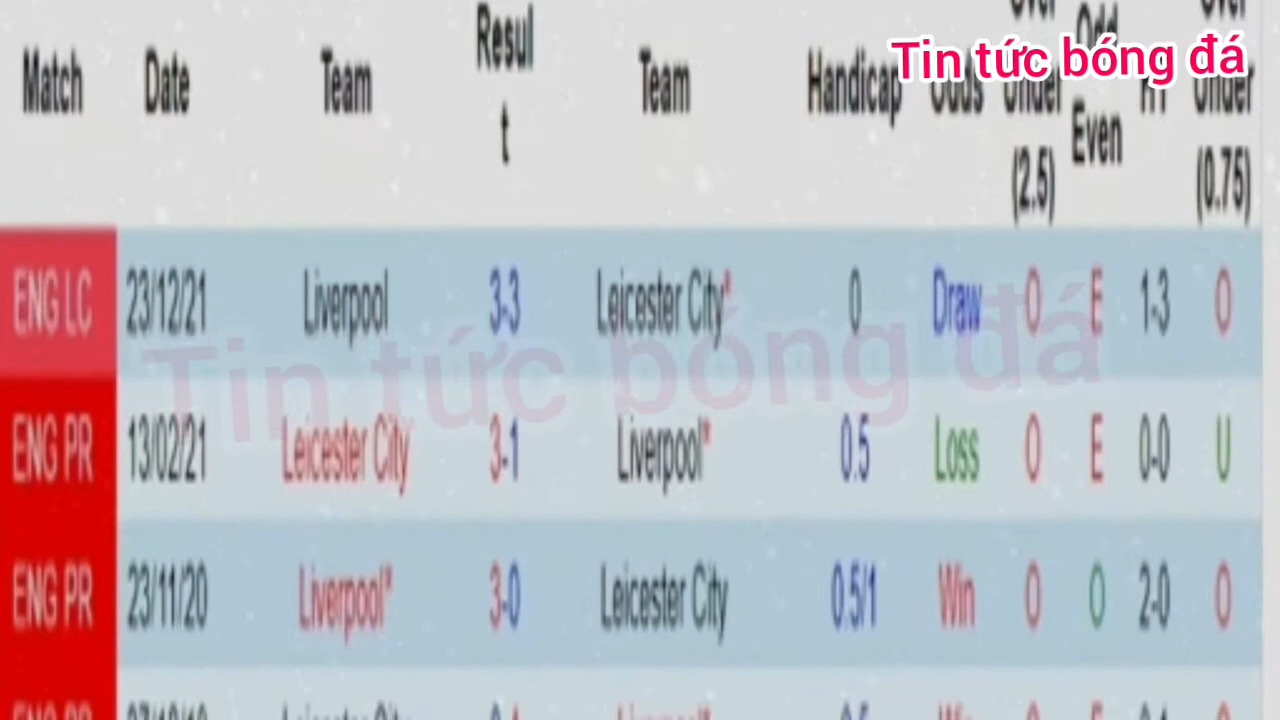 Tin tức bóng đá
Match Date Team Result Team Handicap Odds Over Under (2.5) Odd Even HT Over Under (0.75)
ENG LC 23/12/21 Liverpool 3-3 Leicester City* 0 Draw O E 1-3 O
Tin tức bóng đá
ENG PR 13/02/21 Leicester City 3-1 Liverpool* 0.5 Loss O E 0-0 U
ENG PR 23/11/20 Liverpool* 3-0 Leicester City 0.5/1 Win O O 2-0 O